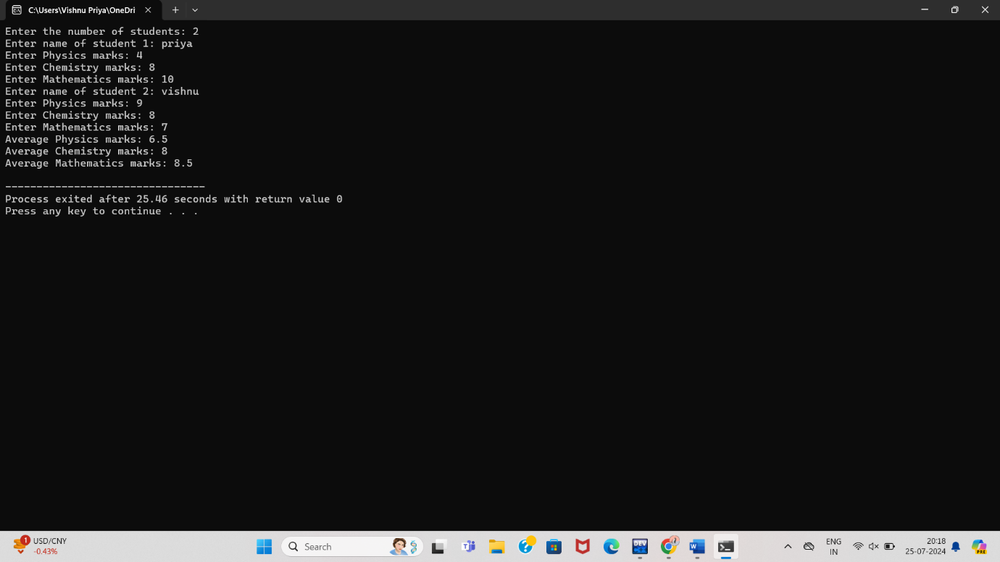 C:\Users\Vishnu Priya\OneDri
Enter the number of students: 2
Enter name of student 1: priya
Enter Physics marks: 4
Enter Chemistry marks: 8
Enter Mathematics marks: 10
Enter name of student 2: vishnu
Enter Physics marks: 9
Enter Chemistry marks: 8
Enter Mathematics marks: 7
Average Physics marks: 6.5
Average Chemistry marks: 8
Average Mathematics marks: 8.5
--------------------------------
Process exited after 25.46 seconds with return value 0
Press any key to continue . . .
1
USD/CNY
-0.43%
Search
DEV
ENG
IN
20:18
25-07-2024
PRE